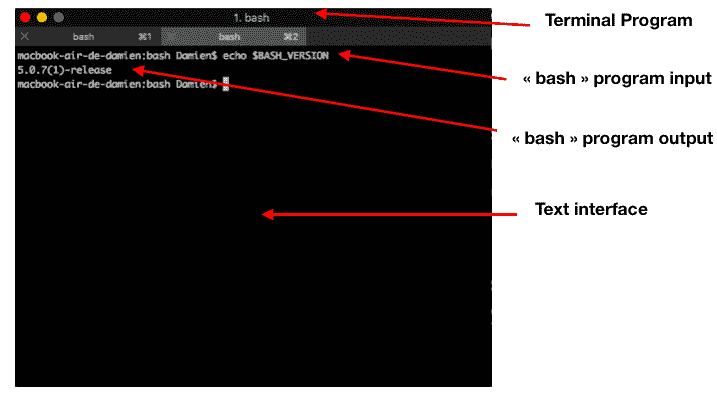 1. bash
Terminal Program
bash ⌘1 bash ⌘2
macbook-air-de-damien:bash Damien$ echo $BASH_VERSION
5.0.7(1)-release
macbook-air-de-damien:bash Damien$
« bash » program input
« bash » program output
Text interface